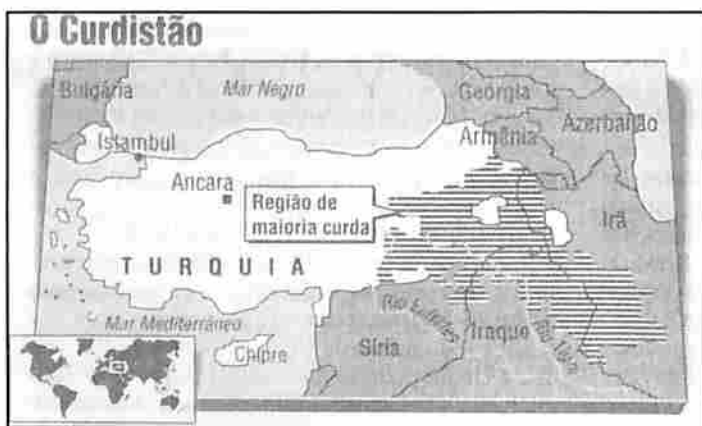 O Curdistão
Bulgária
Mar Negro
Geórgia
Armênia
Azerbaijão
Istambul
Ancara
Região de
maioria curda
Irã
TURQUIA
Mar Mediterrâneo
Chipre
Síria
Rio Eufrates
Iraque
Rio Tigre